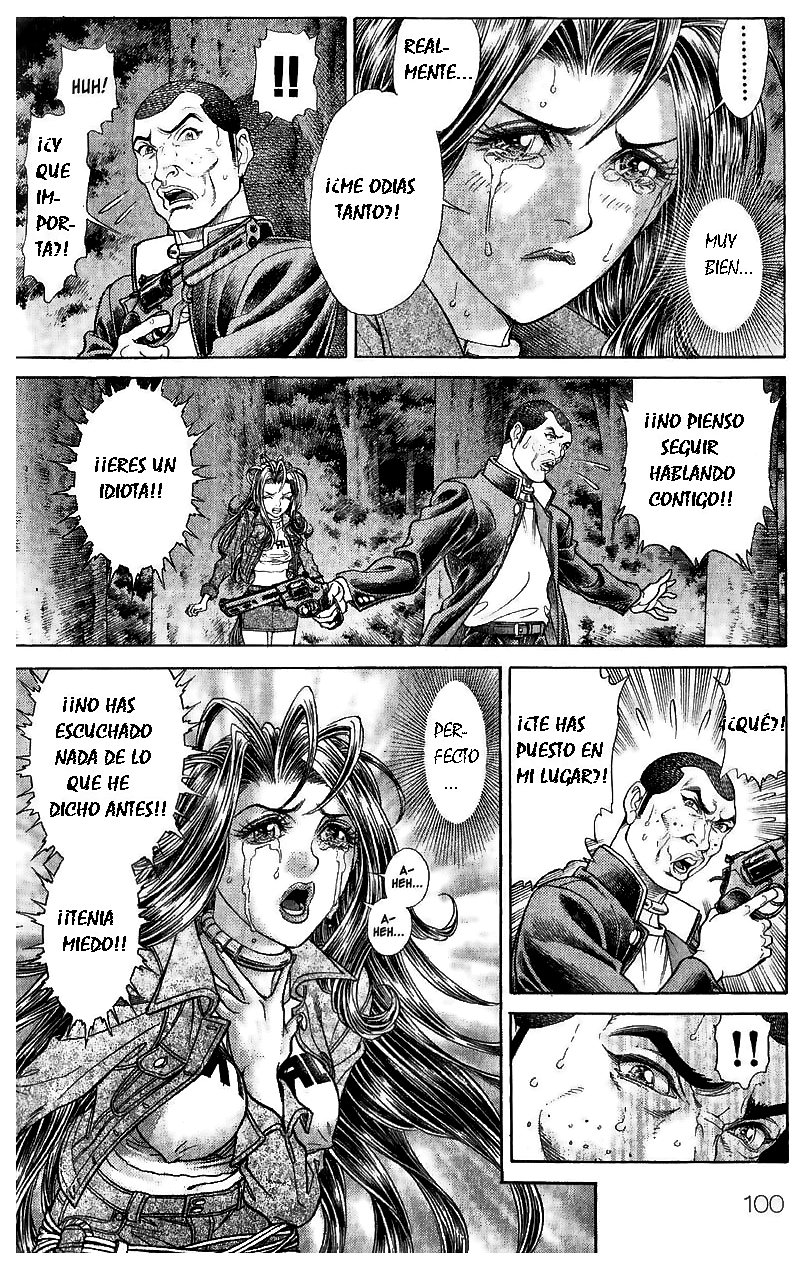 .........
MUY
BIEN...
REAL-
MENTE...
¡¿ME ODIAS
TANTO?!
!!
HUH!
¡¿Y
QUE
IM-
POR-
TA?!
¡¡NO PIENSO
SEGUIR
HABLANDO
CONTIGO!!
¡¡ERES UN
IDIOTA!!
¡¿QUÉ?!
¡¿TE HAS
PUESTO EN
MI LUGAR?!
!!
PER-
FECTO
...
A-
HEH...
A-
HEH...
¡¡NO HAS
ESCUCHADO
NADA DE LO
QUE HE
DICHO ANTES!!
¡¡TENIA
MIEDO!!
100